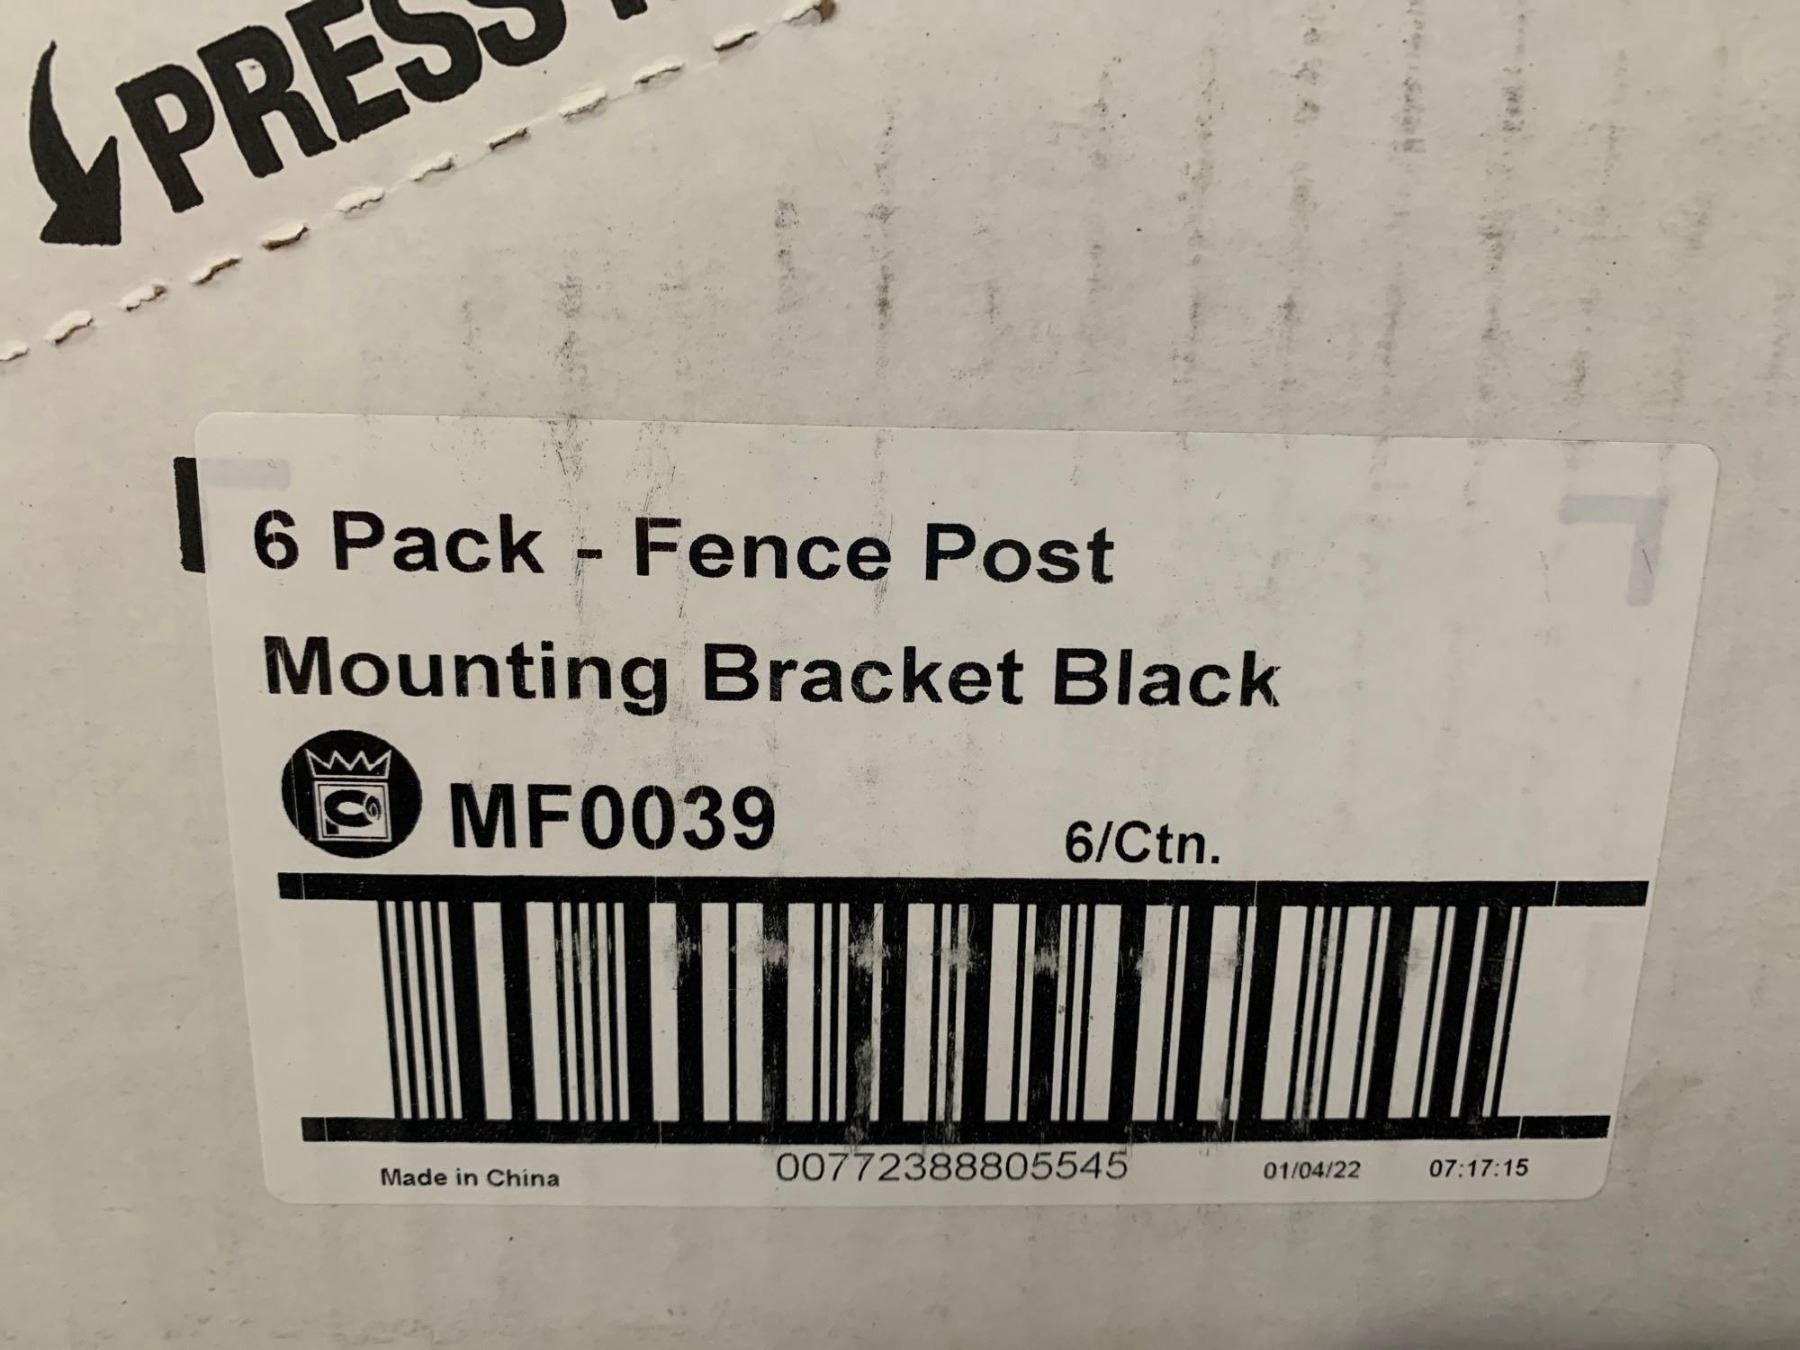 PRESS
6 Pack - Fence Post
Mounting Bracket Black
MF0039
6/Ctn.
Made in China
00772388805545
01/04/22
07:17:15